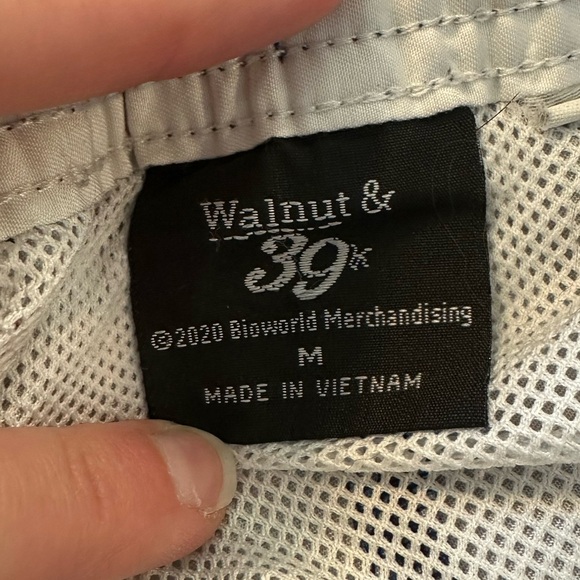 Walnut &
39th
©2020 Bioworld Merchandising
M
MADE IN VIETNAM